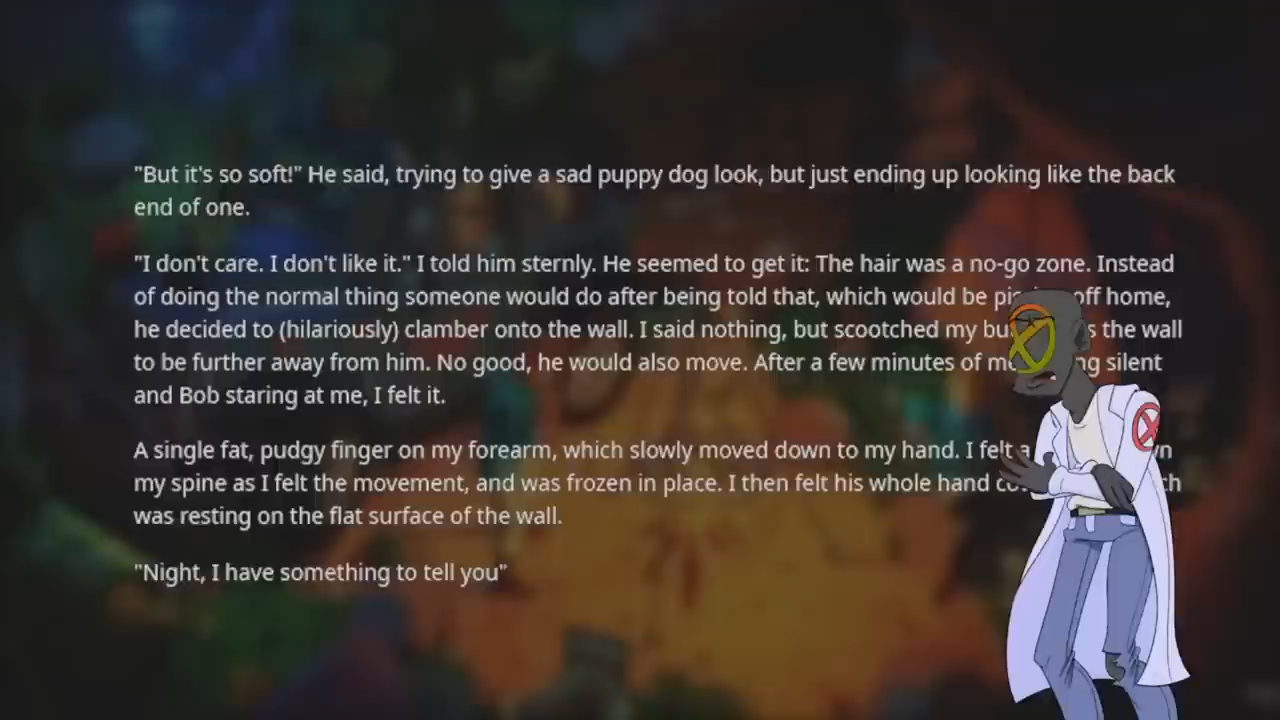 "But it's so soft!" He said, trying to give a sad puppy dog look, but just ending up looking like the back
end of one.
"I don't care. I don't like it." I told him sternly. He seemed to get it: The hair was a no-go zone. Instead
of doing the normal thing someone would do after being told that, which would be off home,
he decided to (hilariously) clamber onto the wall. I said nothing, but scootched my the wall
to be further away from him. No good, he would also move. After a few minutes of silent
and Bob staring at me, I felt it.
A single fat, pudgy finger on my forearm, which slowly moved down to my hand. I felt a
my spine as I felt the movement, and was frozen in place. I then felt his whole hand
was resting on the flat surface of the wall.
"Night, I have something to tell you"